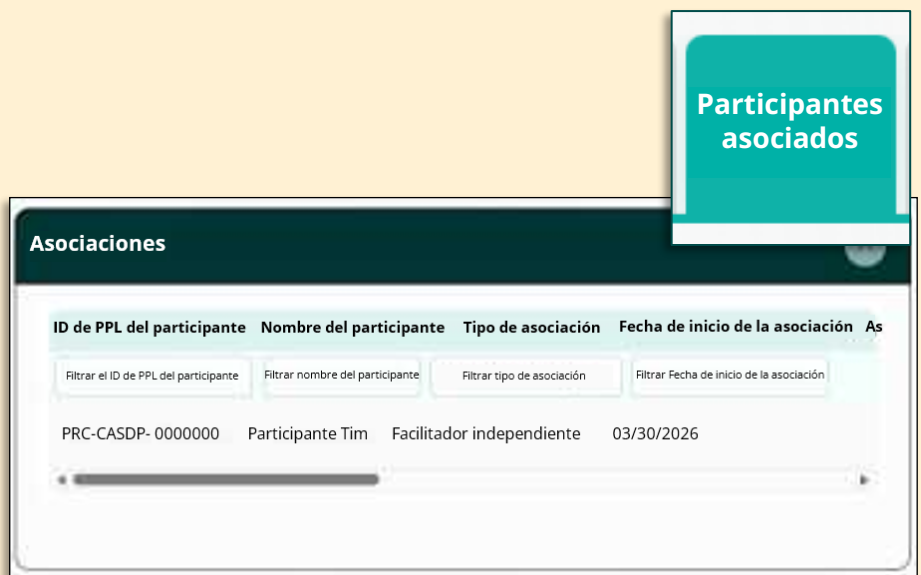 Participantes
asociados
Asociaciones
ID de PPL del participante Nombre del participante Tipo de asociación Fecha de inicio de la asociación As
Filtrar el ID de PPL del participante Filtrar nombre del participante Filtrar tipo de asociación Filtrar Fecha de inicio de la asociación
PRC-CASDP- 0000000 Participante Tim Facilitador independiente 03/30/2026